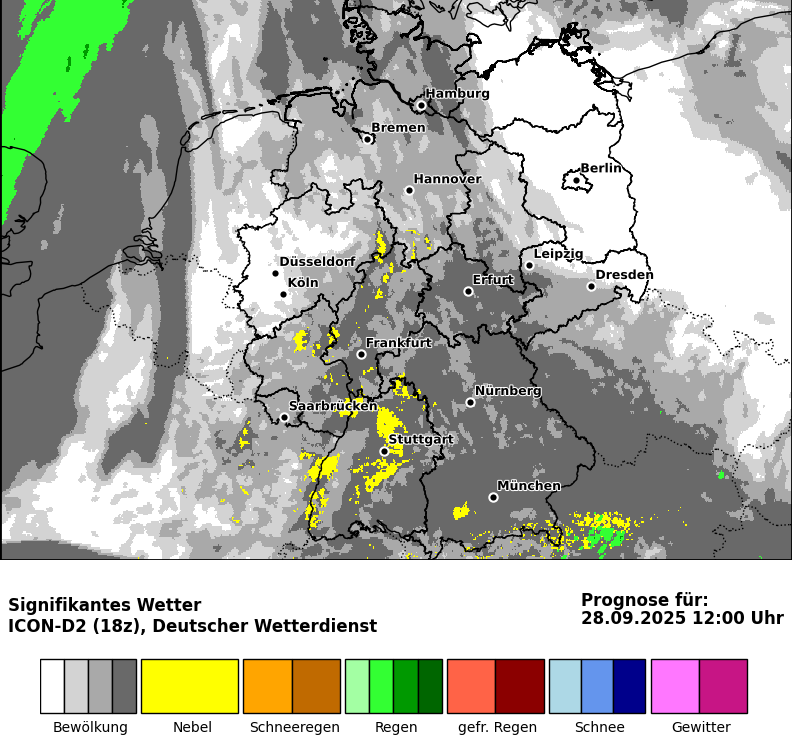 Hamburg
Bremen
Berlin
Hannover
Leipzig
Düsseldorf
Dresden
Köln
Erfurt
Frankfurt
Nürnberg
Saarbrücken
Stuttgart
München
Signifikantes Wetter
ICON-D2 (18z), Deutscher Wetterdienst
Prognose für:
28.09.2025 12:00 Uhr
Bewölkung
Nebel
Schneeregen
Regen
gefr. Regen
Schnee
Gewitter